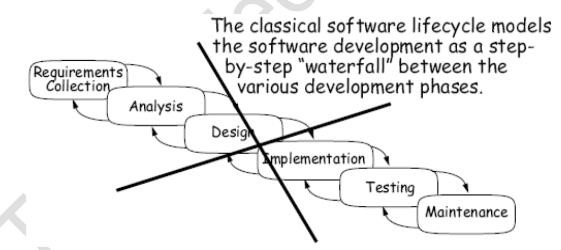 The classical software lifecycle models
the software development as a step-
by-step "waterfall" between the
various development phases.
Requirements
Collection
Analysis
Design
Implementation
Testing
Maintenance